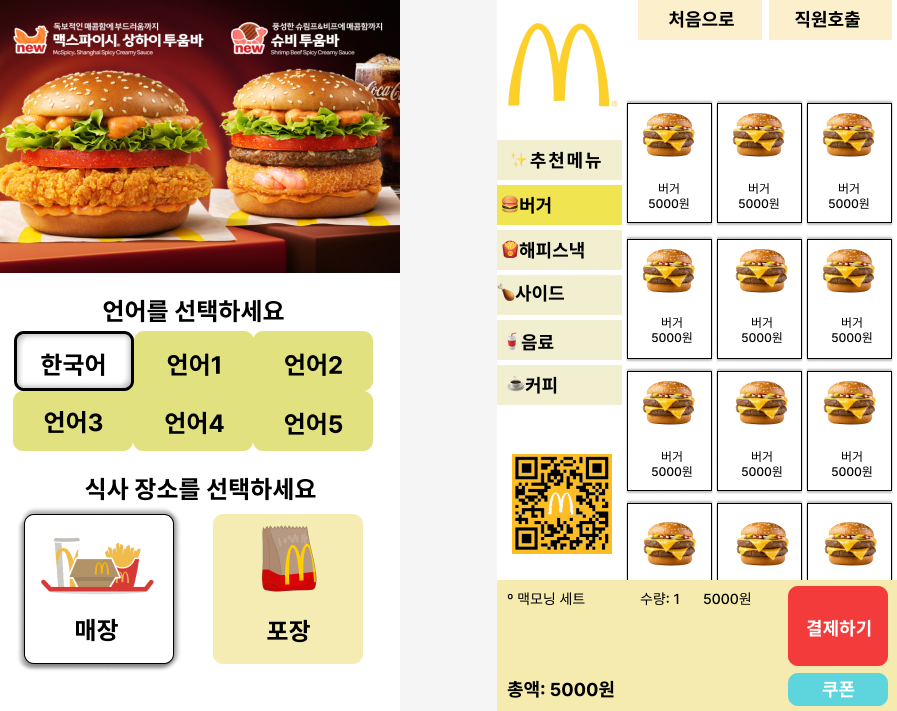 독보적인 매콤함에 부드러움까지
new 맥스파이시® 상하이 투움바
McSpicy® Shanghai Spicy Creamy Sauce
풍성한 슈림프&비프에 매콤함까지
new 슈비 투움바
Shrimp Beef Spicy Creamy Sauce
Coca
언어를 선택하세요
한국어 언어1 언어2
언어3 언어4 언어5
식사 장소를 선택하세요
매장 포장
처음으로 직원호출
✨추천메뉴
🍔버거
🍟해피스낵
🍗사이드
🥤음료
☕커피
버거 버거 버거
5000원 5000원 5000원
버거 버거 버거
5000원 5000원 5000원
버거 버거 버거
5000원 5000원 5000원
º 맥모닝 세트 수량: 1 5000원
결제하기
총액: 5000원
쿠폰